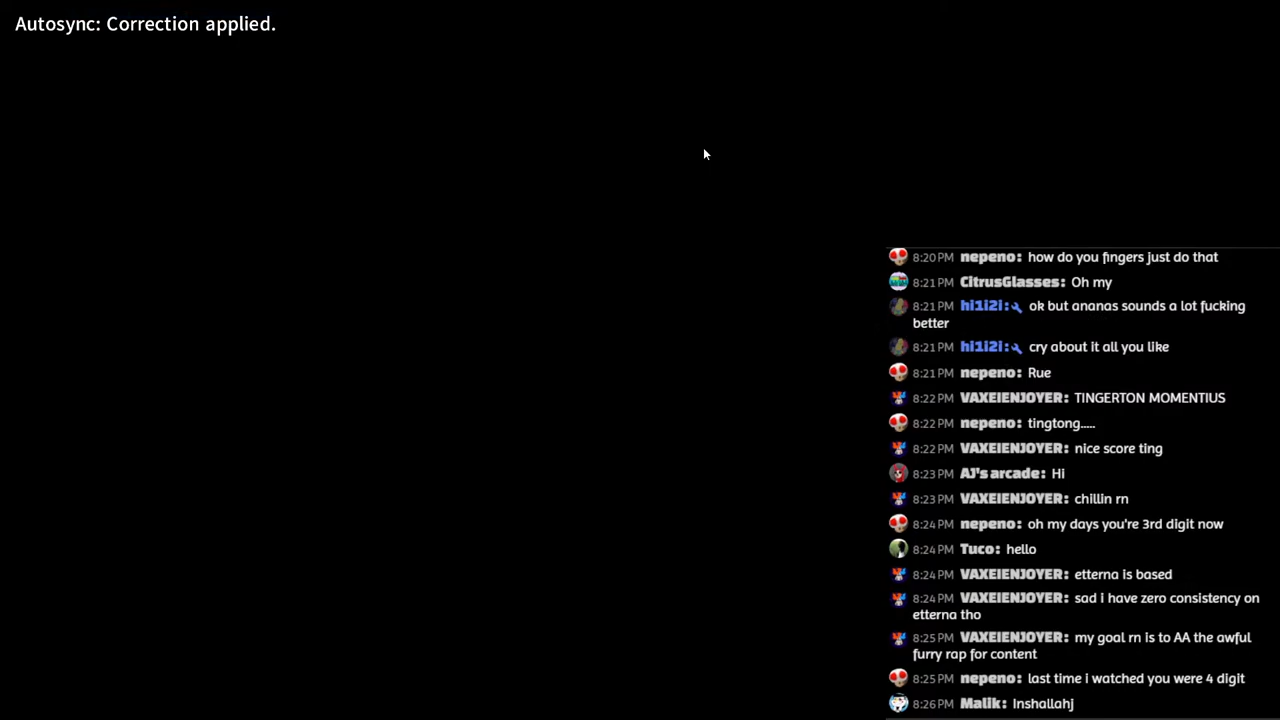 Autosync: Correction applied.
8:20 PM nepeno: how do you fingers just do that
8:21 PM CitrusGlasses: Oh my
8:21 PM hi1i2i: ok but ananas sounds a lot fucking
better
8:21 PM hi1i2i: cry about it all you like
8:21 PM nepeno: Rue
8:22 PM VAXEIENJOYER: TINGERTON MOMENTIUS
8:22 PM nepeno: tingtong.....
8:22 PM VAXEIENJOYER: nice score ting
8:23 PM AJ's arcade: Hi
8:23 PM VAXEIENJOYER: chillin rn
8:24 PM nepeno: oh my days you're 3rd digit now
8:24 PM Tuco: hello
8:24 PM VAXEIENJOYER: etterna is based
8:24 PM VAXEIENJOYER: sad i have zero consistency on
etterna tho
8:25 PM VAXEIENJOYER: my goal rn is to AA the awful
furry rap for content
8:25 PM nepeno: last time i watched you were 4 digit
8:26 PM Malik: Inshallahj